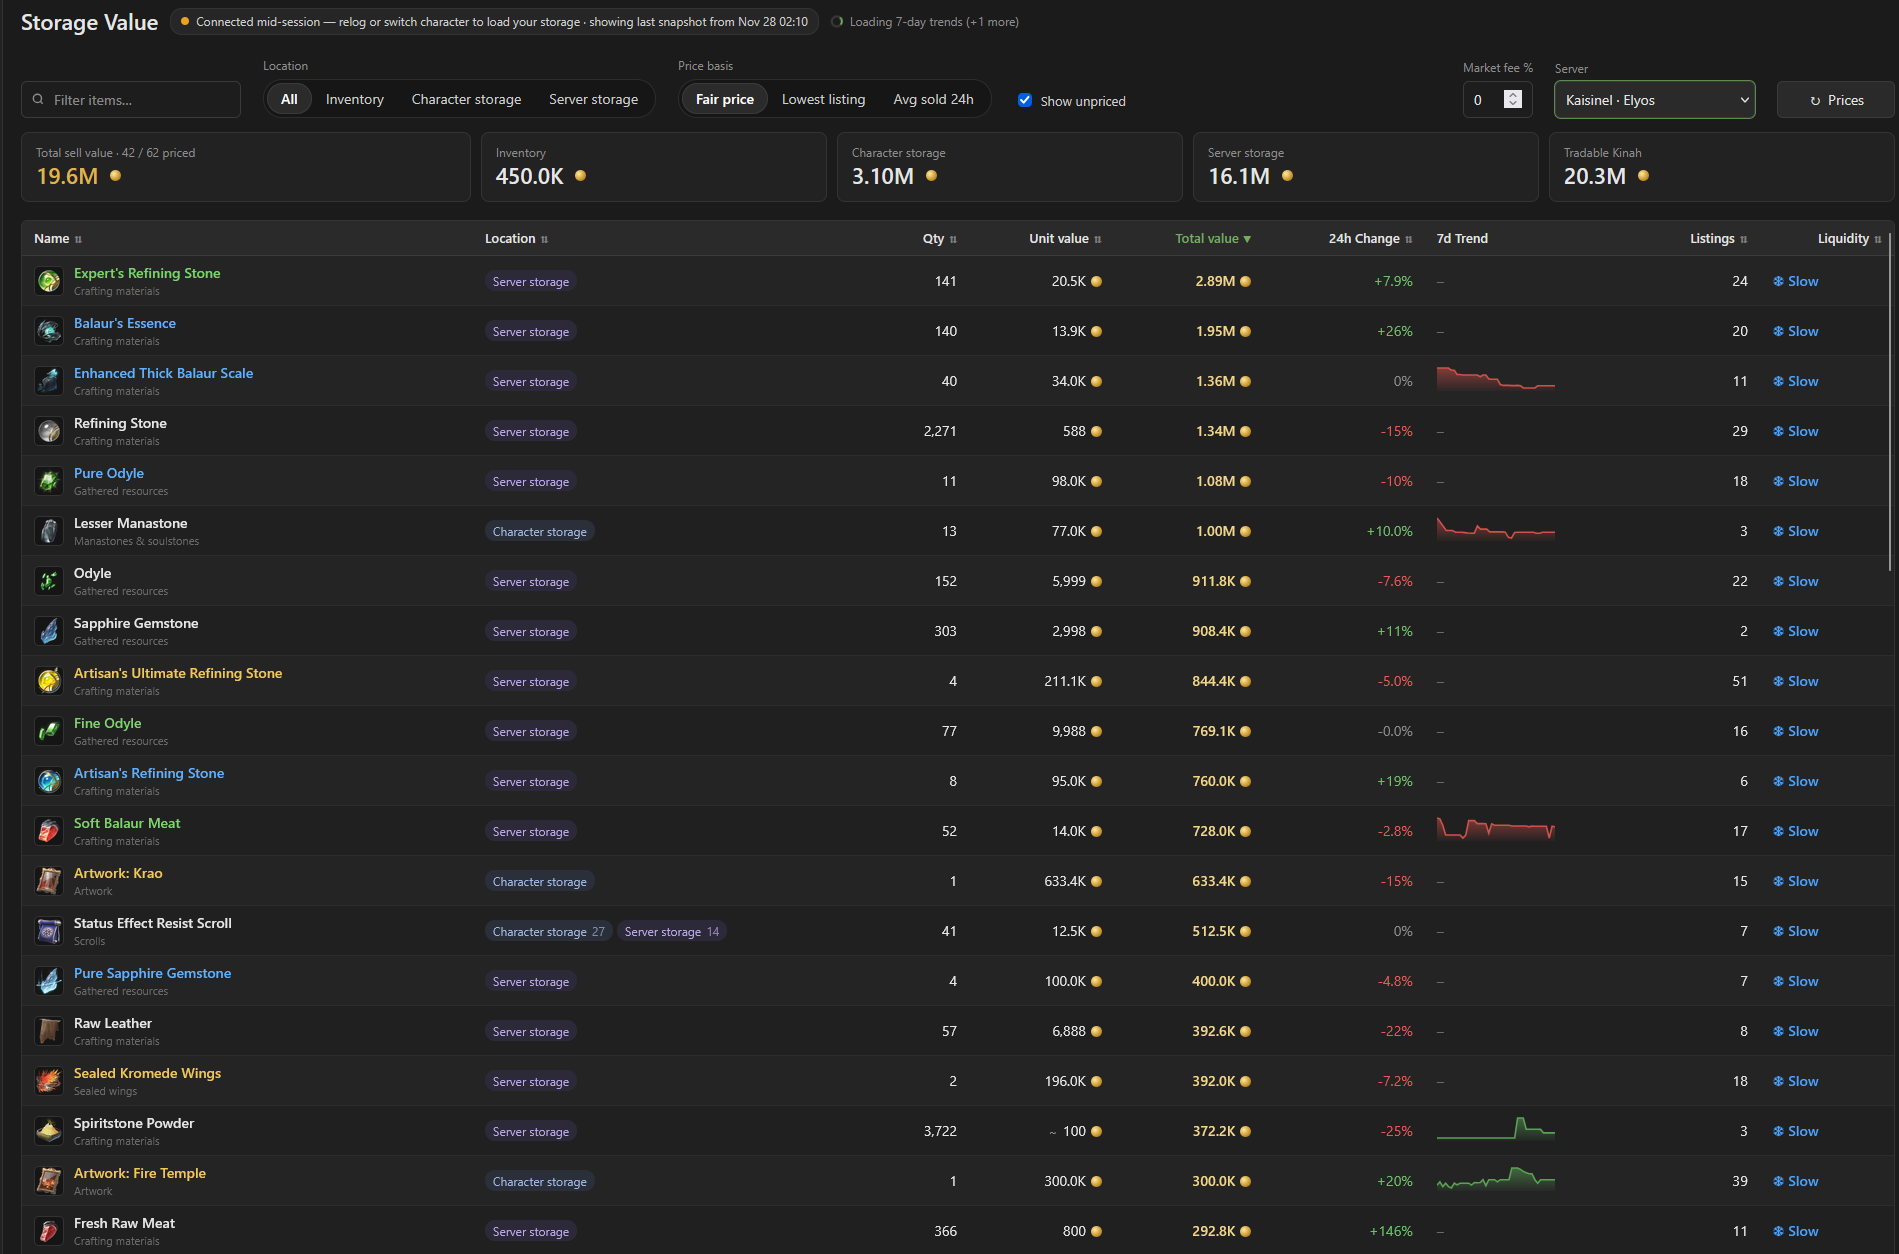 Storage Value
Connected mid-session — relog or switch character to load your storage · showing last snapshot from Nov 28 02:10
Loading 7-day trends (+1 more)
Location
Price basis
Market fee %
Server
Filter items...
All Inventory Character storage Server storage
Fair price Lowest listing Avg sold 24h
Show unpriced
0
Kaisinel · Elyos
↻ Prices
Total sell value · 42 / 62 priced
19.6M
Inventory
450.0K
Character storage
3.10M
Server storage
16.1M
Tradable Kinah
20.3M
Name Location Qty Unit value Total value ▼ 24h Change 7d Trend Listings Liquidity
Expert's Refining Stone
Crafting materials
Server storage 141 20.5K 2.89M +7.9% – 24 Slow
Balaur's Essence
Crafting materials
Server storage 140 13.9K 1.95M +26% – 20 Slow
Enhanced Thick Balaur Scale
Crafting materials
Server storage 40 34.0K 1.36M 0% 11 Slow
Refining Stone
Crafting materials
Server storage 2,271 588 1.34M -15% – 29 Slow
Pure Odyle
Gathered resources
Server storage 11 98.0K 1.08M -10% – 18 Slow
Lesser Manastone
Manastones & soulstones
Character storage 13 77.0K 1.00M +10.0% 3 Slow
Odyle
Gathered resources
Server storage 152 5,999 911.8K -7.6% – 22 Slow
Sapphire Gemstone
Gathered resources
Server storage 303 2,998 908.4K +11% – 2 Slow
Artisan's Ultimate Refining Stone
Crafting materials
Server storage 4 211.1K 844.4K -5.0% – 51 Slow
Fine Odyle
Gathered resources
Server storage 77 9,988 769.1K -0.0% – 16 Slow
Artisan's Refining Stone
Crafting materials
Server storage 8 95.0K 760.0K +19% – 6 Slow
Soft Balaur Meat
Crafting materials
Server storage 52 14.0K 728.0K -2.8% 17 Slow
Artwork: Krao
Artwork
Character storage 1 633.4K 633.4K -15% – 15 Slow
Status Effect Resist Scroll
Scrolls
Character storage 27 Server storage 14 41 12.5K 512.5K 0% – 7 Slow
Pure Sapphire Gemstone
Gathered resources
Server storage 4 100.0K 400.0K -4.8% – 7 Slow
Raw Leather
Crafting materials
Server storage 57 6,888 392.6K -22% – 8 Slow
Sealed Kromede Wings
Sealed wings
Server storage 2 196.0K 392.0K -7.2% – 18 Slow
Spiritstone Powder
Crafting materials
Server storage 3,722 ~ 100 372.2K -25% 3 Slow
Artwork: Fire Temple
Artwork
Character storage 1 300.0K 300.0K +20% 39 Slow
Fresh Raw Meat
Crafting materials
Server storage 366 800 292.8K +146% – 11 Slow